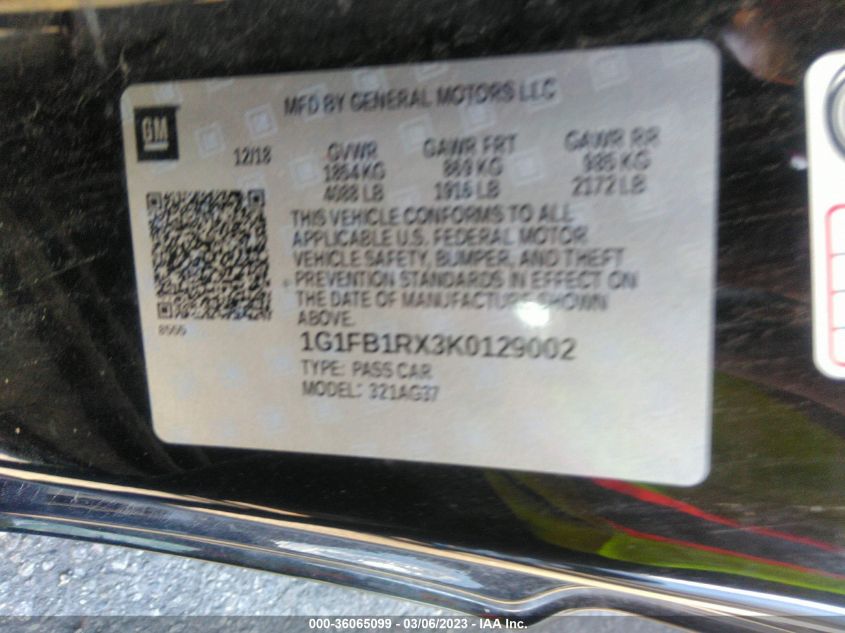 MFD BY GENERAL MOTORS LLC
GM
12/18 GVWR GAWR FRT GAWR RR
1854 KG 869 KG 985 KG
4088 LB 1916 LB 2172 LB
THIS VEHICLE CONFORMS TO ALL
APPLICABLE U.S. FEDERAL MOTOR
VEHICLE SAFETY, BUMPER, AND THEFT
PREVENTION STANDARDS IN EFFECT ON
THE DATE OF MANUFACTURE SHOWN
ABOVE.
1G1FB1RX3K0129002
TYPE: PASS CAR
MODEL: 321AG37
000-36065099 - 03/06/2023 - © IAA Inc.